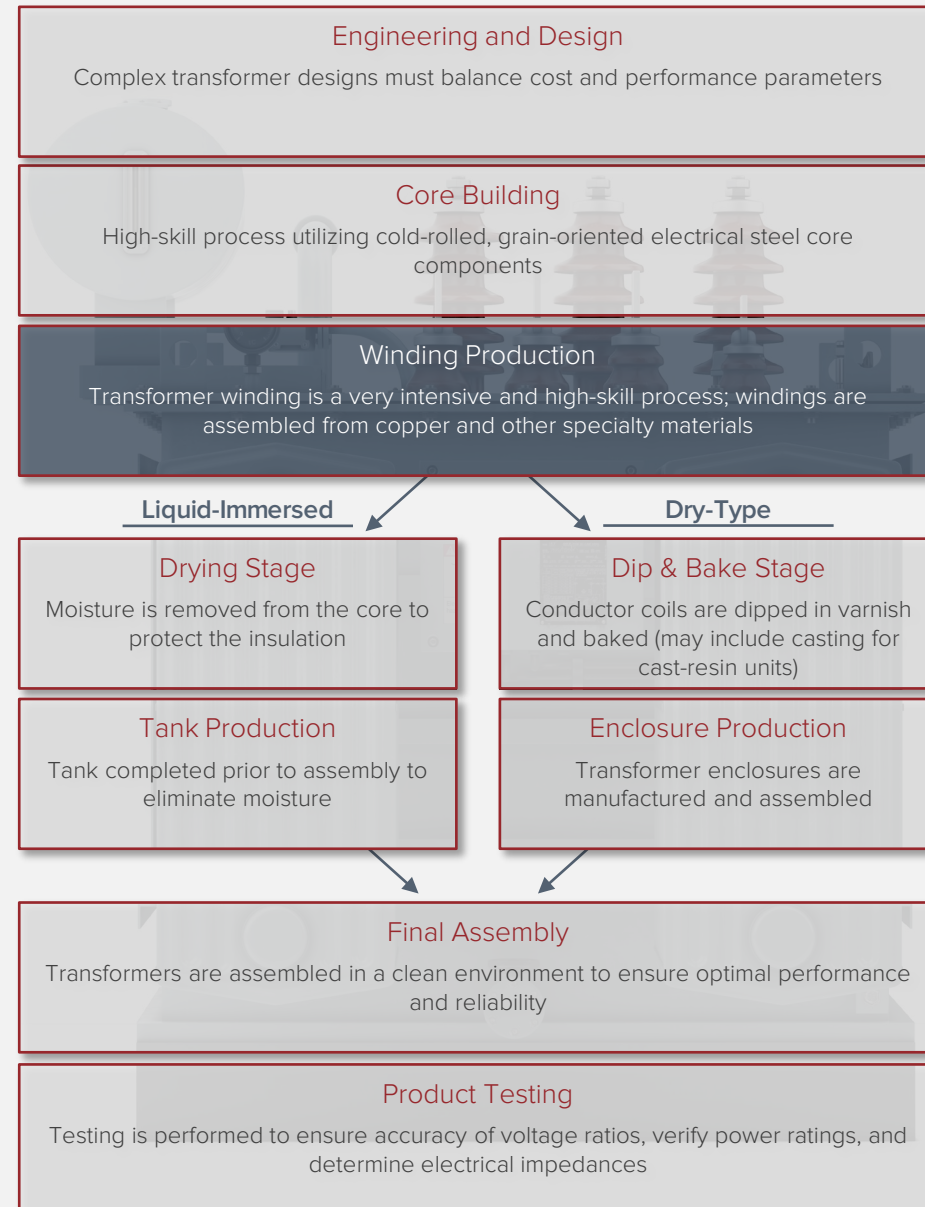 Engineering and Design
Complex transformer designs must balance cost and performance parameters
Core Building
High-skill process utilizing cold-rolled, grain-oriented electrical steel core
components
Winding Production
Transformer winding is a very intensive and high-skill process; windings are
assembled from copper and other specialty materials
Liquid-Immersed
Drying Stage
Moisture is removed from the core to
protect the insulation
Tank Production
Tank completed prior to assembly to
eliminate moisture
Dry-Type
Dip & Bake Stage
Conductor coils are dipped in varnish
and baked (may include casting for
cast-resin units)
Enclosure Production
Transformer enclosures are
manufactured and assembled
Final Assembly
Transformers are assembled in a clean environment to ensure optimal performance
and reliability
Product Testing
Testing is performed to ensure accuracy of voltage ratios, verify power ratings, and
determine electrical impedances